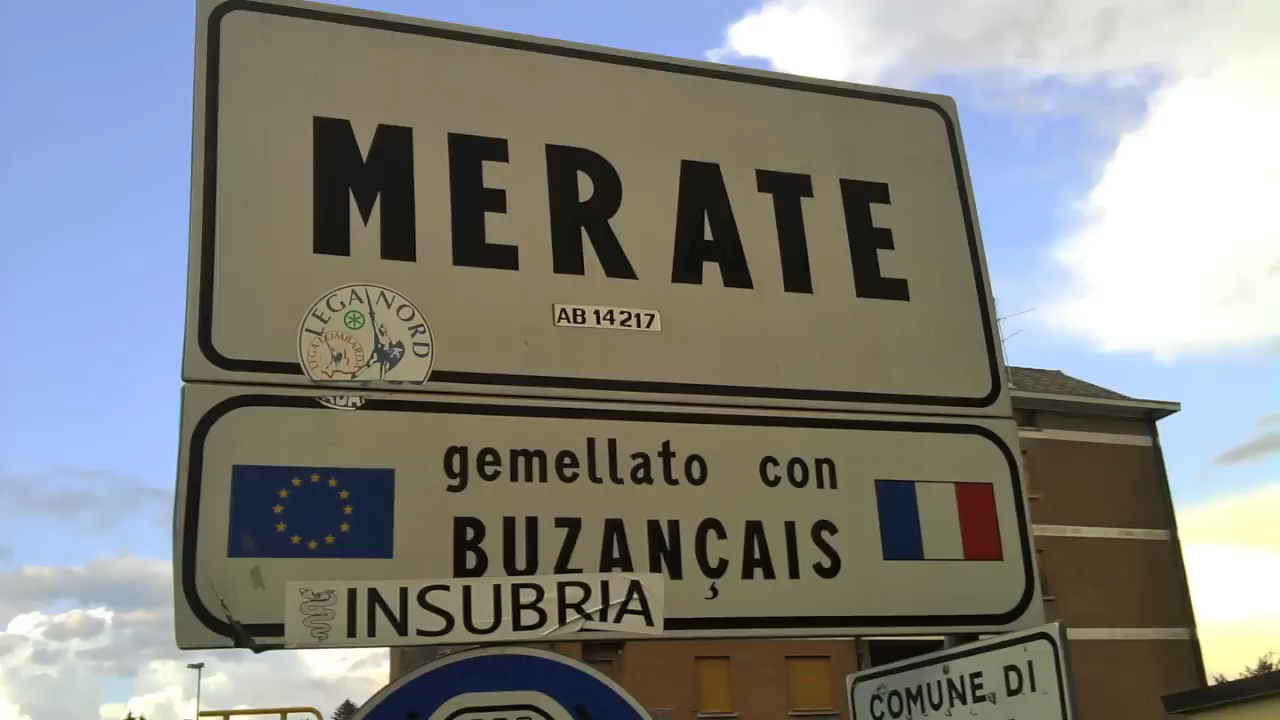 MERATE
LEGA NORD
LEGA LOMBARDA
AB 14217
gemellato con
BUZANÇAIS
INSUBRIA
COMUNE DI